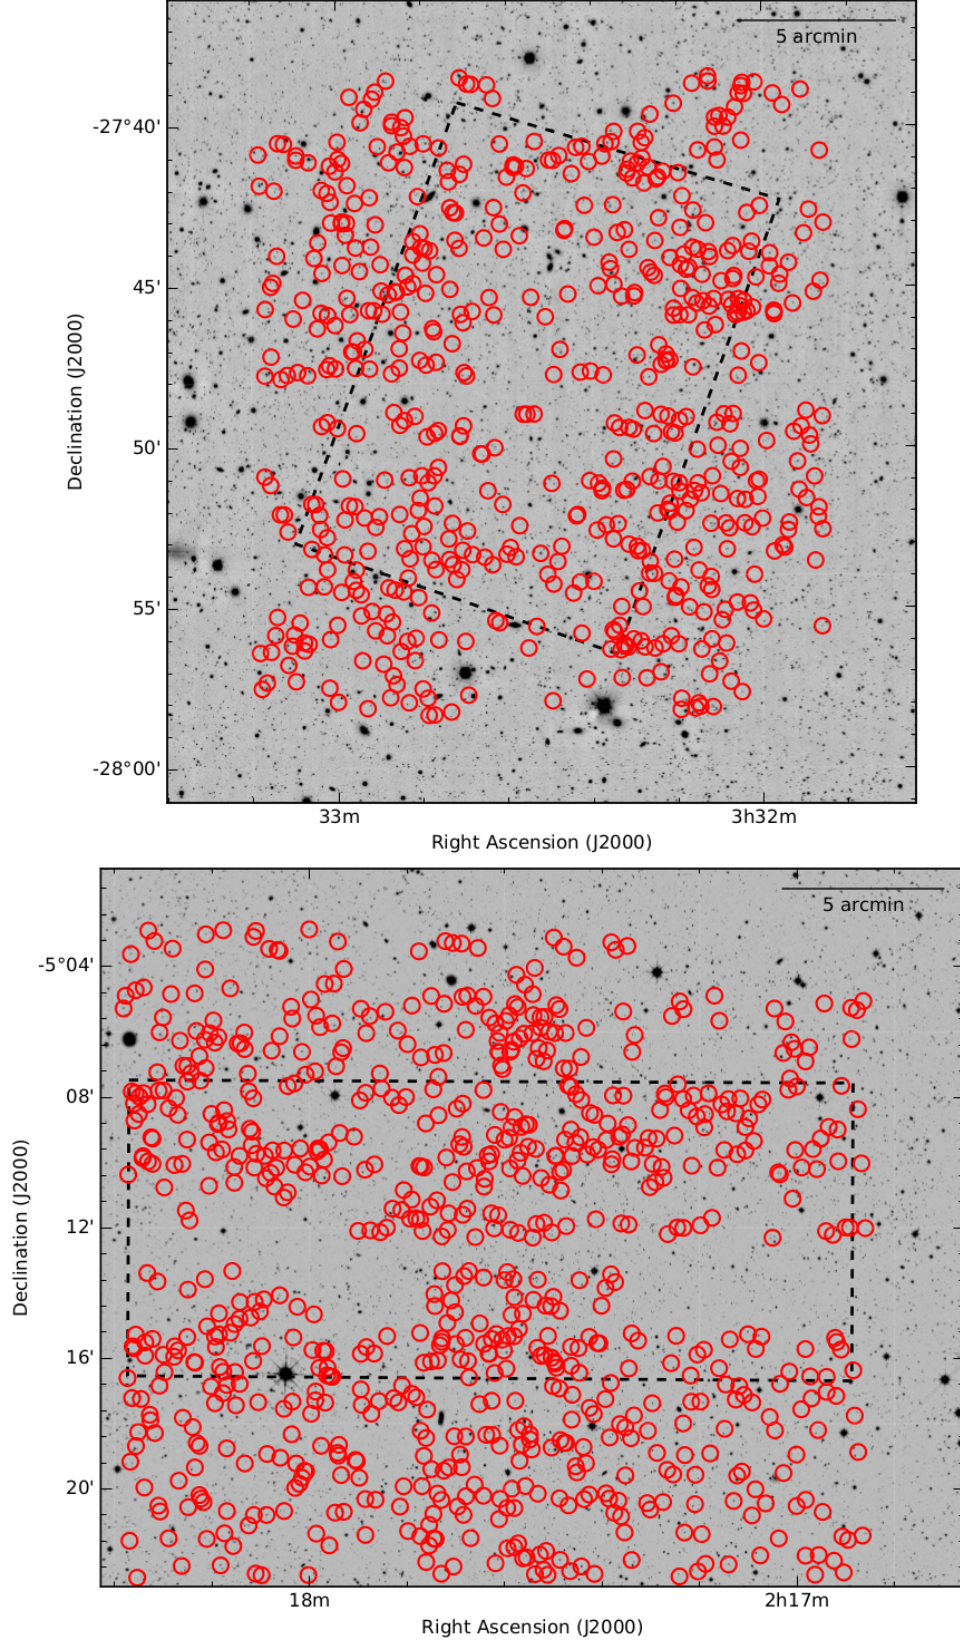 5 arcmin
-27°40'
45'
50'
55'
-28°00'
Declination (J2000)
33m
3h32m
Right Ascension (J2000)
5 arcmin
-5°04'
08'
12'
16'
20'
Declination (J2000)
18m
2h17m
Right Ascension (J2000)